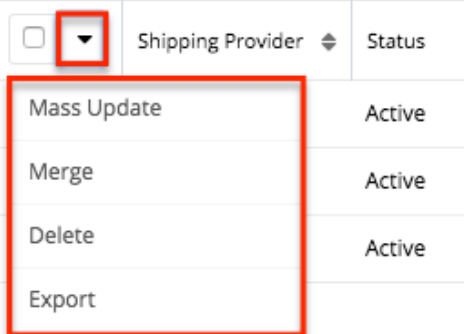 Shipping Provider Status
Mass Update Active
Merge Active
Delete Active
Export